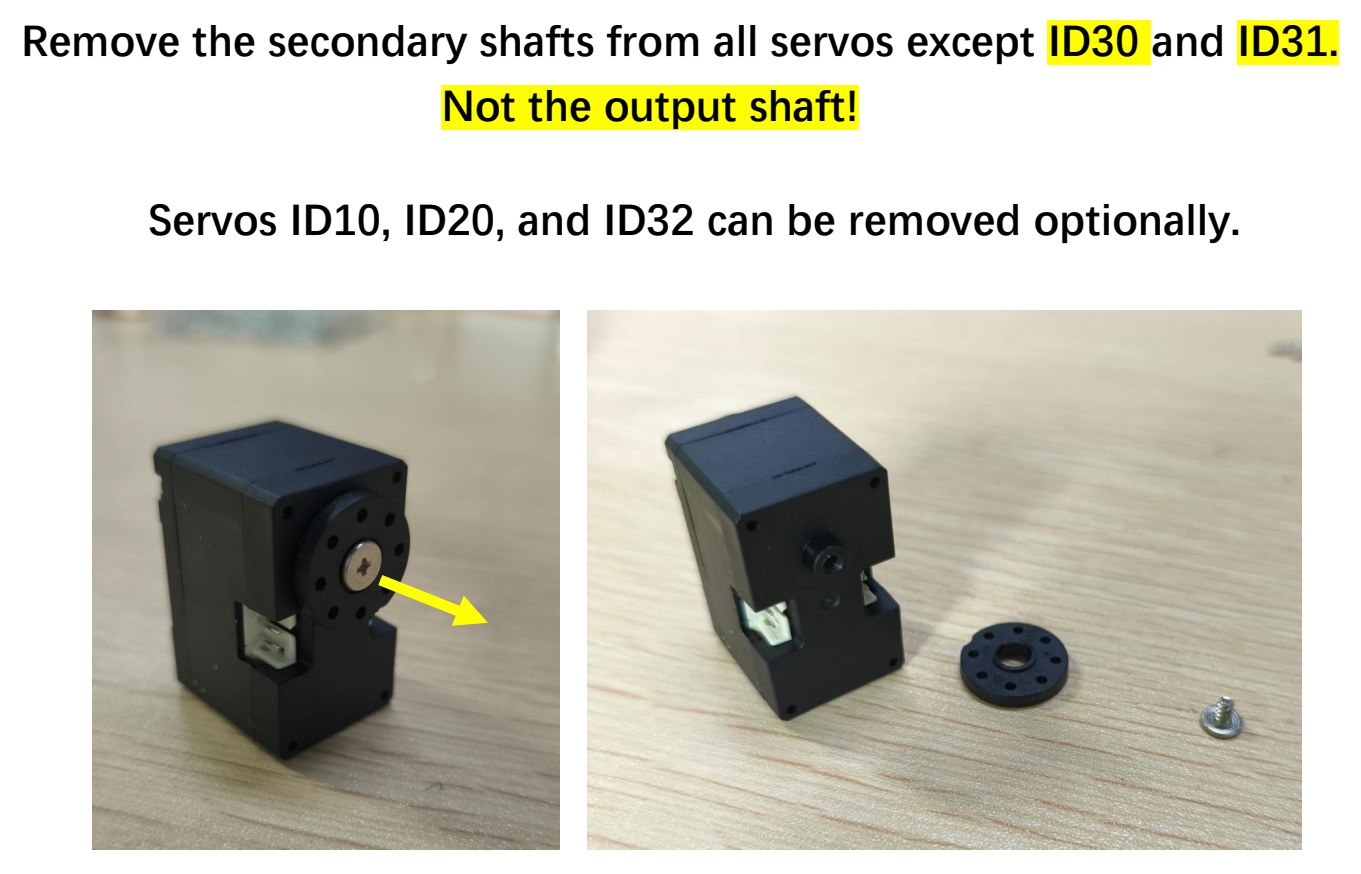 Remove the secondary shafts from all servos except ID30 and ID31.
Not the output shaft!
Servos ID10, ID20, and ID32 can be removed optionally.